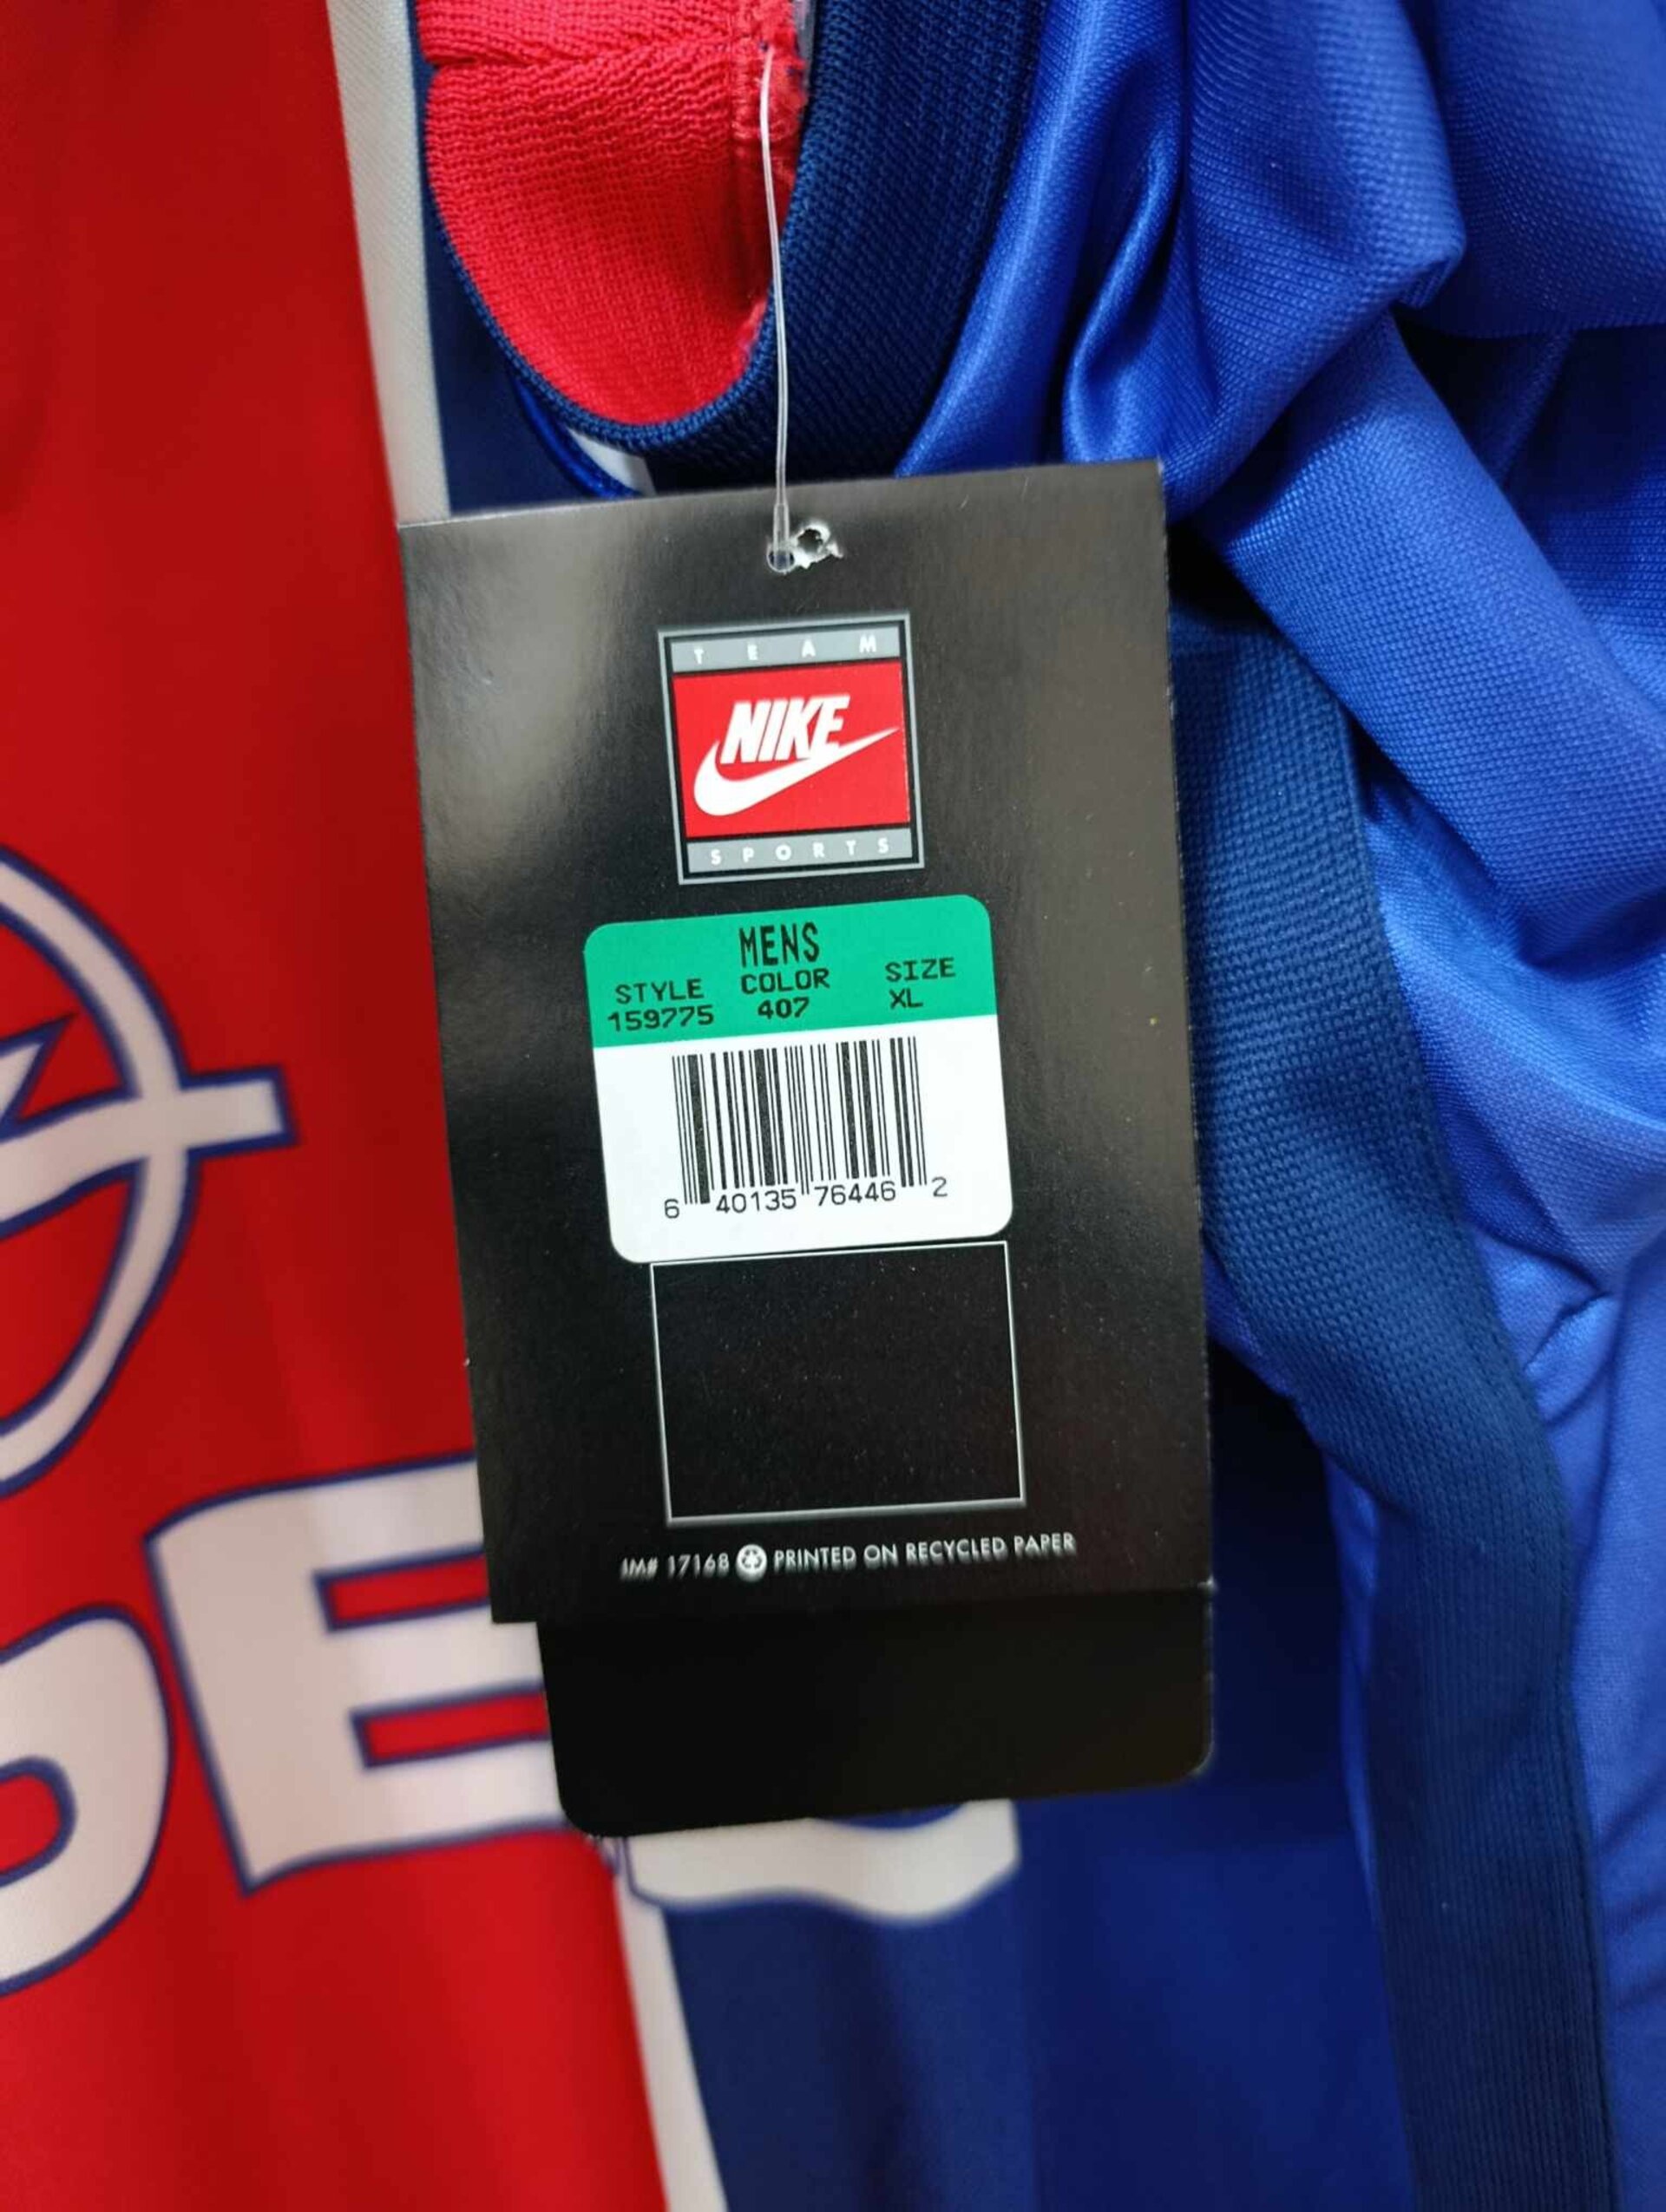 TEAM
NIKE
SPORTS
MENS
STYLE COLOR SIZE
159775 407 XL
6 40135 76446 2
IM# 17168 PRINTED ON RECYCLED PAPER
PE